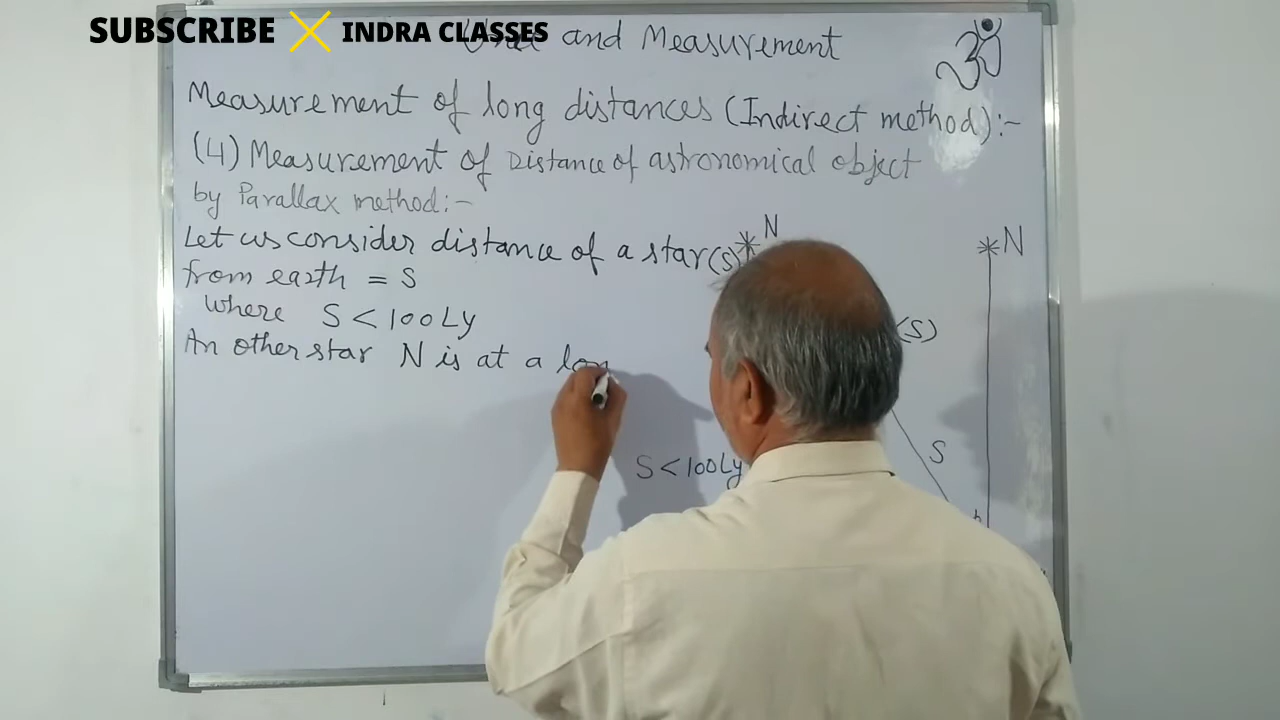 SUBSCRIBE INDRA CLASSES
and Measurement
ॐ
Measurement of long distances (Indirect method) :-
(4) Measurement of Distance of astronomical object
by Parallax method :-
Let us consider distance of a star (S)
from earth = S
Where S < 100 Ly
An other star N is at a lon
N
N
(S)
S
S < 100 Ly